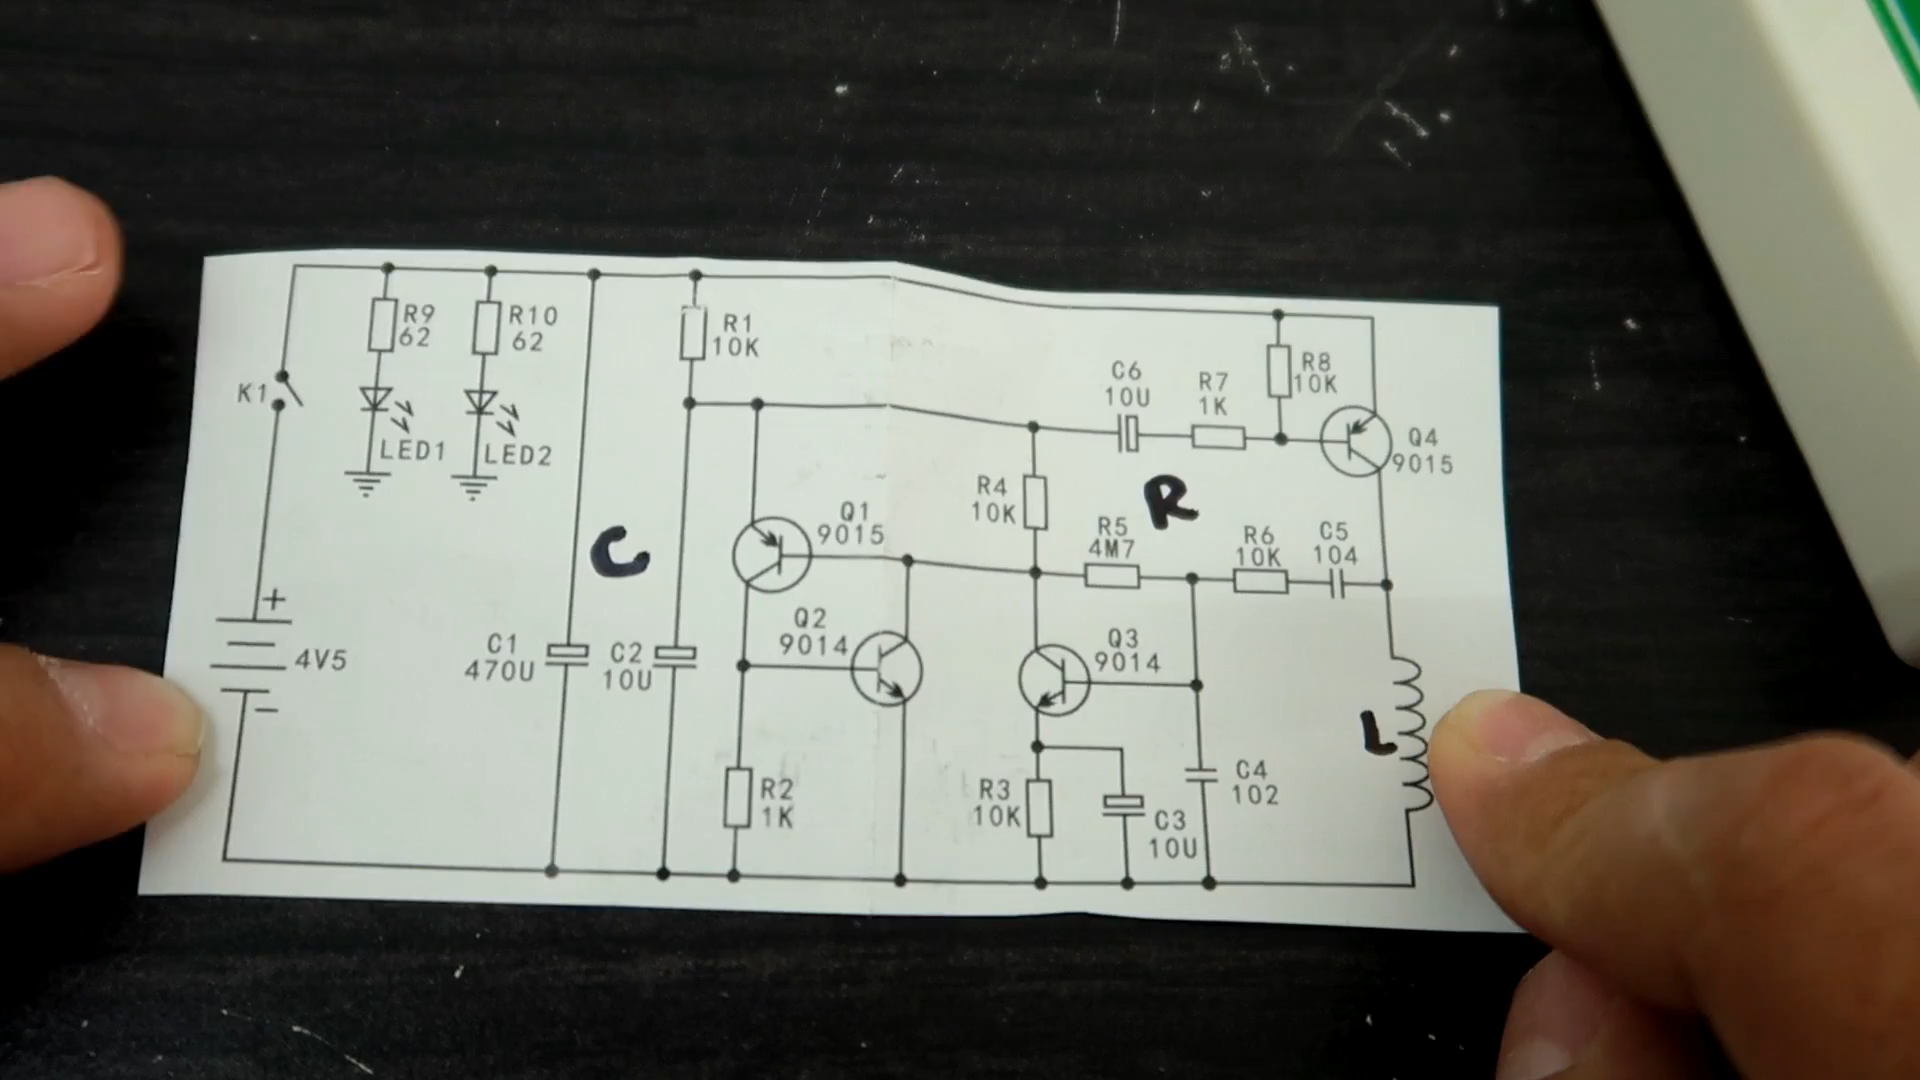 K1
R9
62
R10
62
LED1
LED2
R1
10K
C6
10U
R7
1K
R8
10K
Q4
9015
C
Q1
9015
R4
10K
R
R5
4M7
R6
10K
C5
104
+
4V5
-
C1
470U
C2
10U
Q2
9014
Q3
9014
L
R2
1K
R3
10K
C3
10U
C4
102